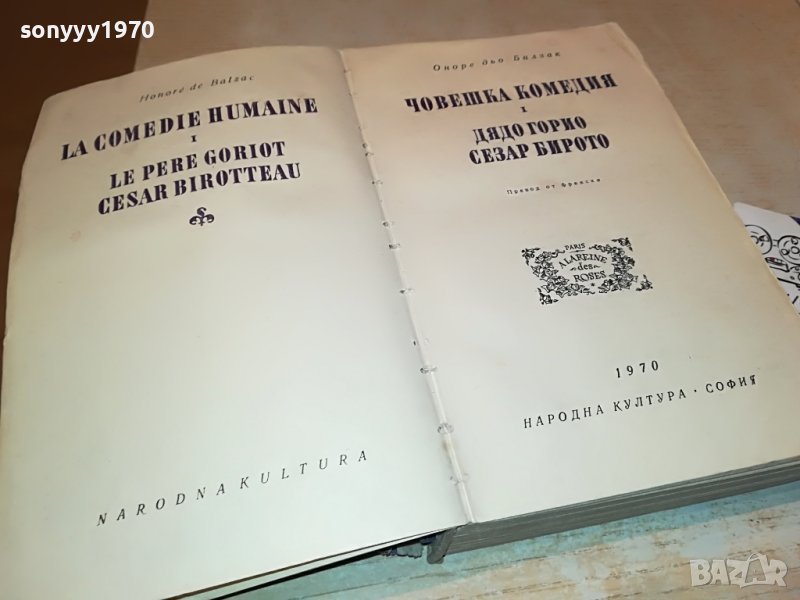 sonyyy1970
Honoré de Balzac
LA COMEDIE HUMAINE
I
LE PERE GORIOT
CESAR BIROTTEAU
NARODNA KULTURA
Оноре дьо Балзак
ЧОВЕШКА КОМЕДИЯ
I
ДЯДО ГОРИО
СЕЗАР БИРОТО
Превод от френски
PARIS
A LA REINE
des
ROSES
1970
НАРОДНА КУЛТУРА · СОФИЯ
BAZAR